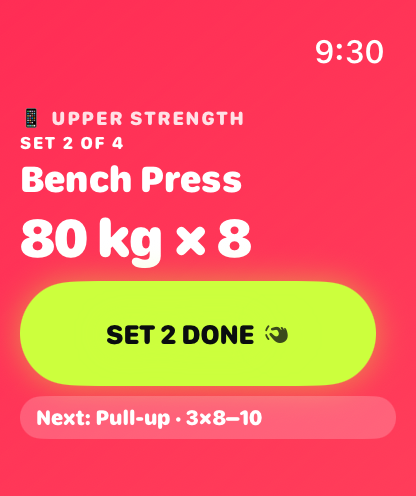 9:30
UPPER STRENGTH
SET 2 OF 4
Bench Press
80 kg × 8
SET 2 DONE
Next: Pull-up · 3×8–10